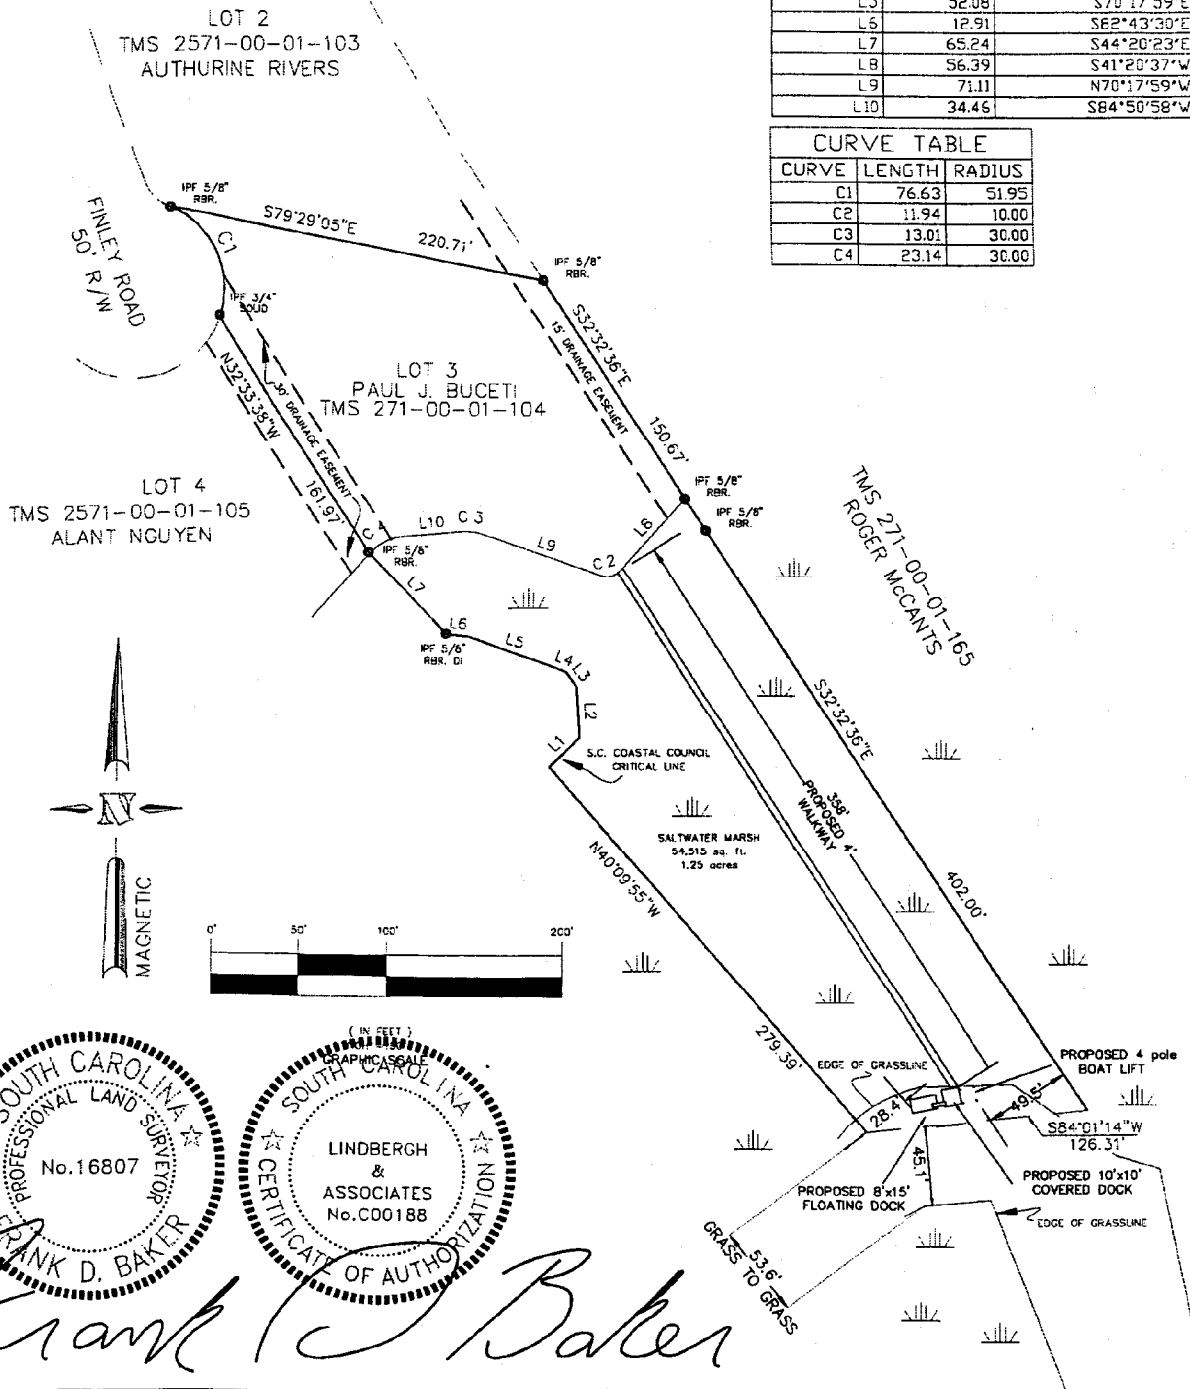 LOT 2
TMS 2571-00-01-103
AUTHURINE RIVERS
L5 52.08 S70°17'59"E
L6 12.91 S62°43'30"E
L7 65.24 S44°20'23"E
L8 56.39 S41°20'37"W
L9 71.11 N70°17'59"W
L10 34.46 S84°50'58"W
CURVE TABLE
CURVE LENGTH RADIUS
C1 76.63 51.95
C2 11.94 10.00
C3 13.01 30.00
C4 23.14 30.00
IPF 5/8"
RBR.
S79°29'05"E
220.71'
C1
FINLEY ROAD
50' R/W
IPF 5/8"
RBR.
IPF 3/4"
SOLID
S32°32'36"E
150.67'
15' DRAINAGE EASEMENT
LOT 3
PAUL J. BUCETI
TMS 271-00-01-104
N32°33'38"W
161.97'
30' DRAINAGE EASEMENT
LOT 4
TMS 2571-00-01-105
ALANT NGUYEN
IPF 5/8"
RBR.
IPF 5/8"
RBR.
TMS 271-00-01-165
ROGER McCANTS
C 4
L10
C 3
L9
C 2
L8
IPF 5/8"
RBR.
L7
L6
IPF 5/8"
RBR. DI
L5
L4
L3
L2
L1
S.C. COASTAL COUNCIL
CRITICAL LINE
S32°32'36"E
402.00'
358'
PROPOSED 4'
WALKWAY
SALTWATER MARSH
54,515 sq. ft.
1.25 acres
N40°09'55"W
279.39'
N
MAGNETIC
0' 50' 100' 200'
( IN FEET )
GRAPHIC SCALE
EDGE OF GRASSLINE
PROPOSED 4 pole
BOAT LIFT
28.4'
49.5'
S84°01'14"W
126.31'
45.1'
PROPOSED 8'x15'
FLOATING DOCK
PROPOSED 10'x10'
COVERED DOCK
EDGE OF GRASSLINE
53.6'
GRASS TO GRASS
SOUTH CAROLINA
PROFESSIONAL LAND SURVEYOR
No.16807
FRANK D. BAKER
SOUTH CAROLINA
LINDBERGH
&
ASSOCIATES
No.C00188
CERTIFICATE OF AUTHORIZATION
Frank D Baker